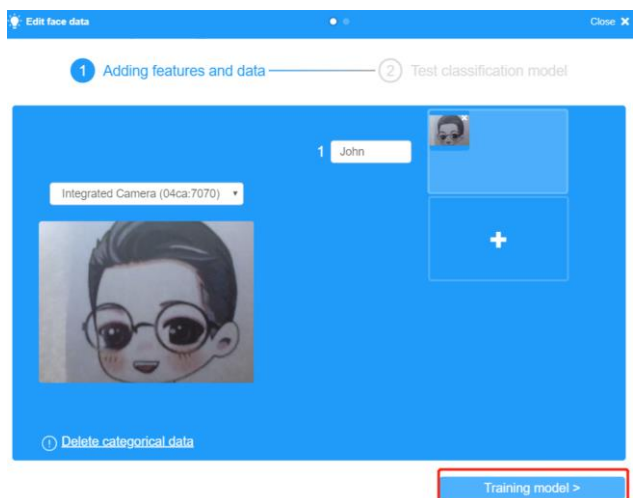 Edit face data
Close ✖
1 Adding features and data
2 Test classification model
1 John
Integrated Camera (04ca:7070)
Delete categorical data
Training model >